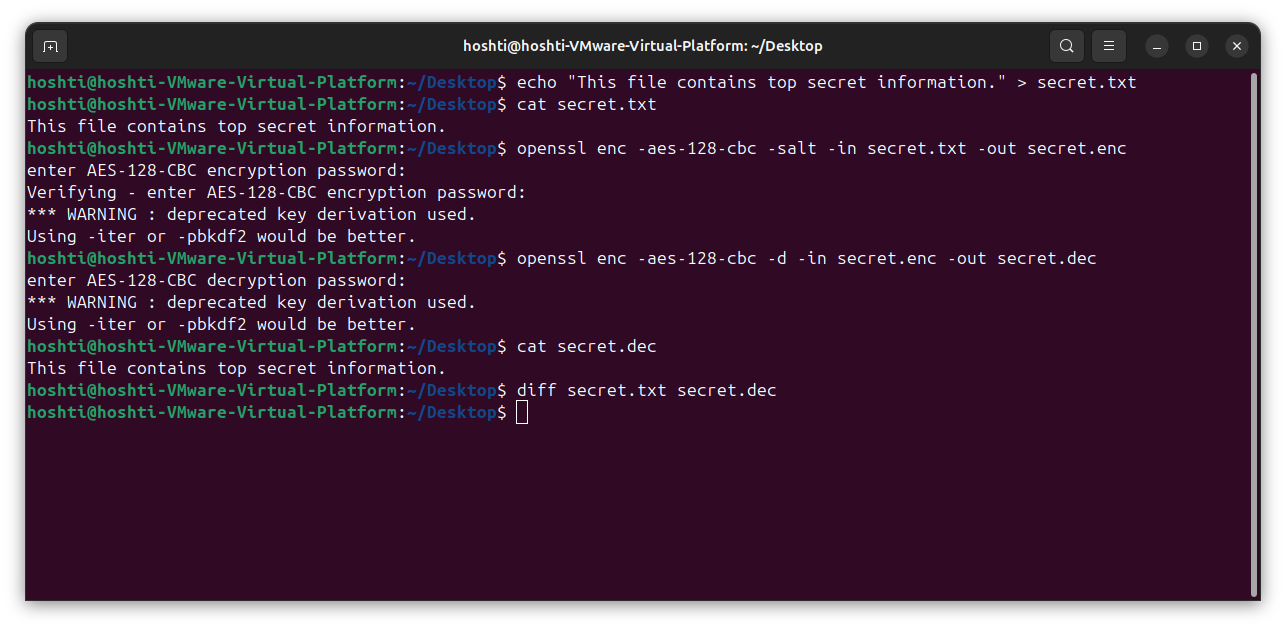 hoshti@hoshti-VMware-Virtual-Platform: ~/Desktop
hoshti@hoshti-VMware-Virtual-Platform:~/Desktop$ echo "This file contains top secret information." > secret.txt
hoshti@hoshti-VMware-Virtual-Platform:~/Desktop$ cat secret.txt
This file contains top secret information.
hoshti@hoshti-VMware-Virtual-Platform:~/Desktop$ openssl enc -aes-128-cbc -salt -in secret.txt -out secret.enc
enter AES-128-CBC encryption password:
Verifying - enter AES-128-CBC encryption password:
*** WARNING : deprecated key derivation used.
Using -iter or -pbkdf2 would be better.
hoshti@hoshti-VMware-Virtual-Platform:~/Desktop$ openssl enc -aes-128-cbc -d -in secret.enc -out secret.dec
enter AES-128-CBC decryption password:
*** WARNING : deprecated key derivation used.
Using -iter or -pbkdf2 would be better.
hoshti@hoshti-VMware-Virtual-Platform:~/Desktop$ cat secret.dec
This file contains top secret information.
hoshti@hoshti-VMware-Virtual-Platform:~/Desktop$ diff secret.txt secret.dec
hoshti@hoshti-VMware-Virtual-Platform:~/Desktop$